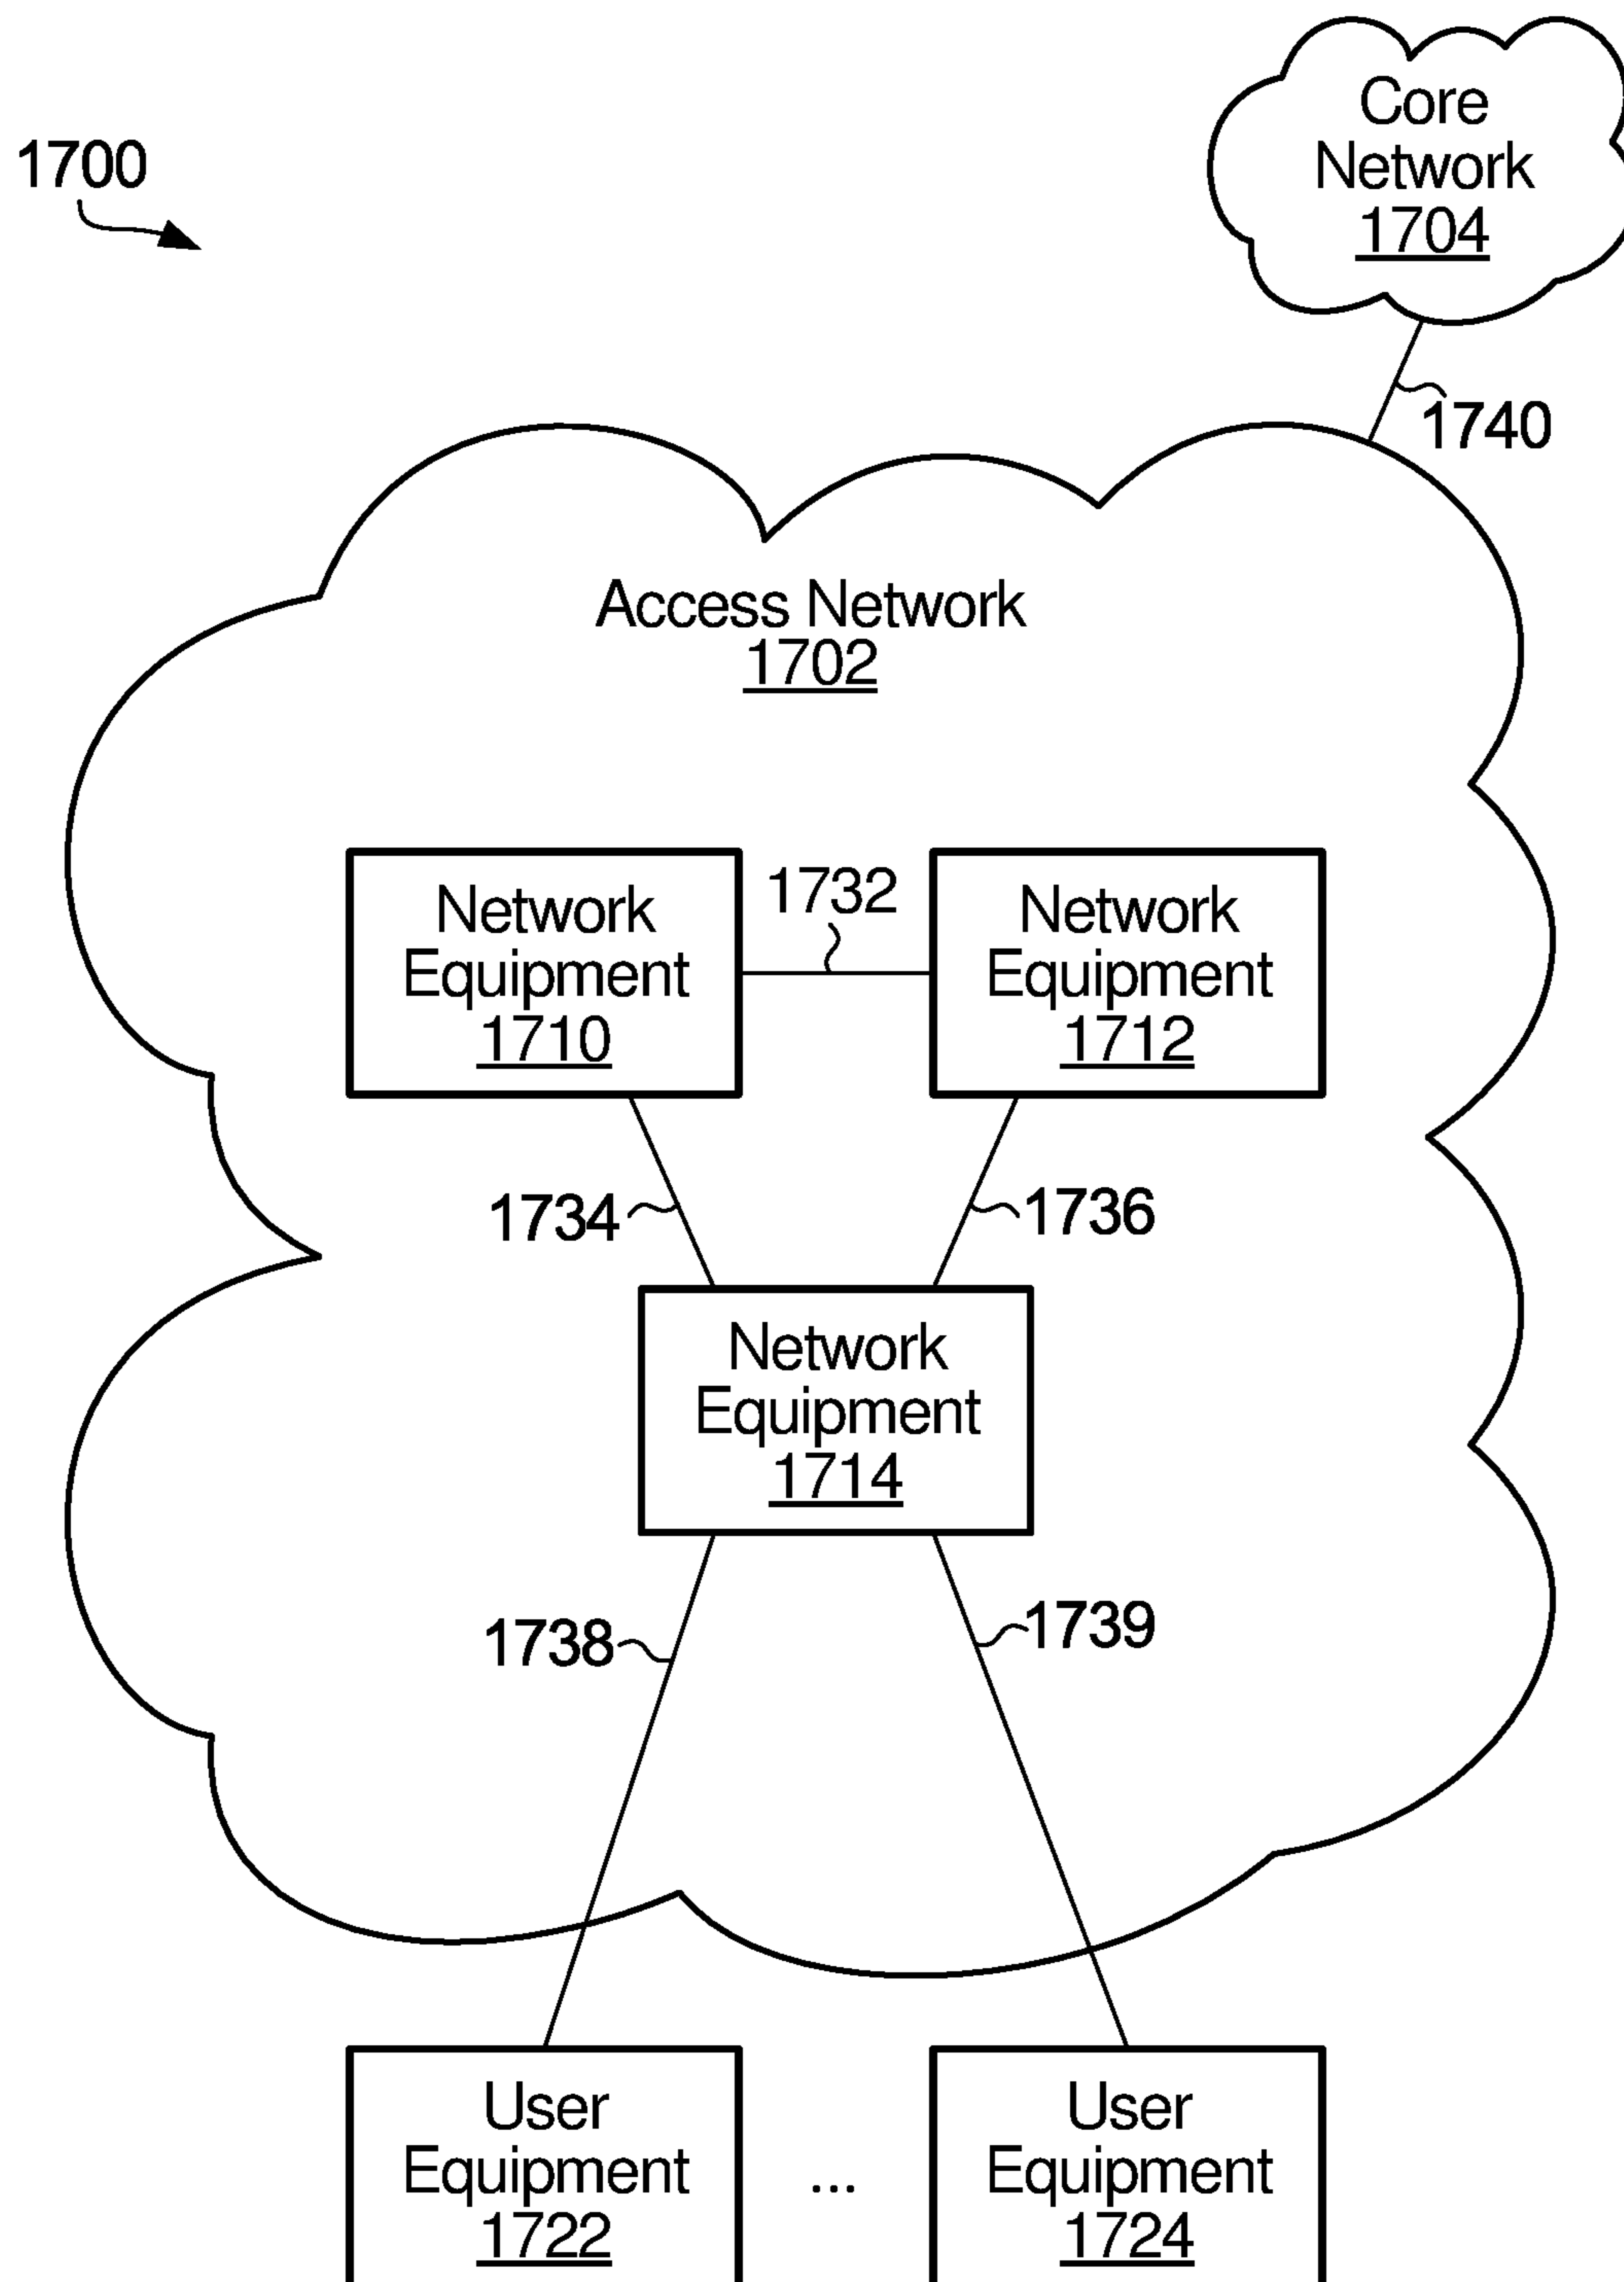 Core
Network
1704
1700
1740
Access Network
1702
Network
Equipment
1710
1732
Network
Equipment
1712
1734
1736
Network
Equipment
1714
1738
1739
User
Equipment
1722
...
User
Equipment
1724